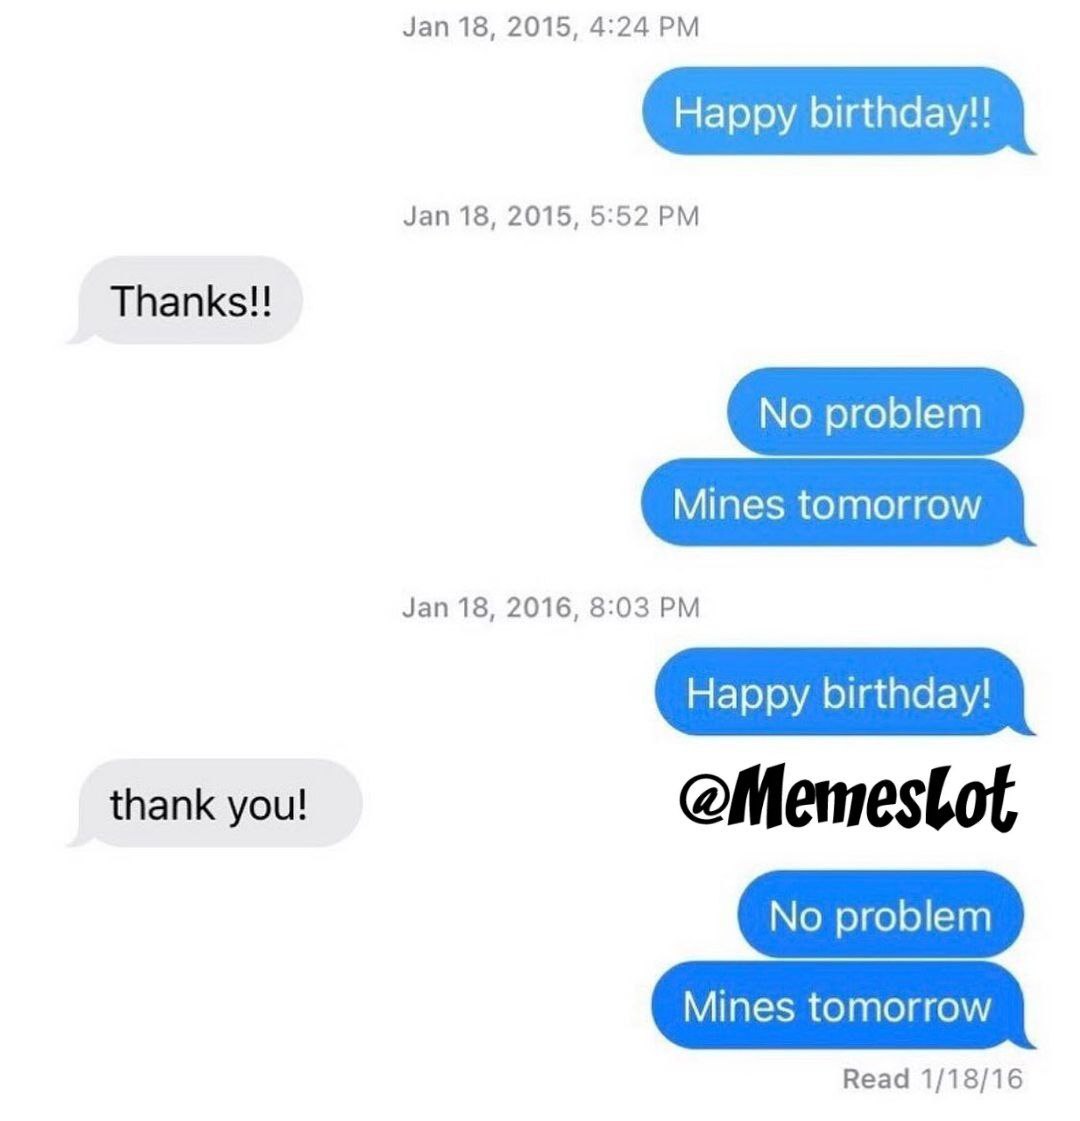 Jan 18, 2015, 4:24 PM
Happy birthday!!
Jan 18, 2015, 5:52 PM
Thanks!!
No problem
Mines tomorrow
Jan 18, 2016, 8:03 PM
Happy birthday!
thank you!
@MemesLot
No problem
Mines tomorrow
Read 1/18/16